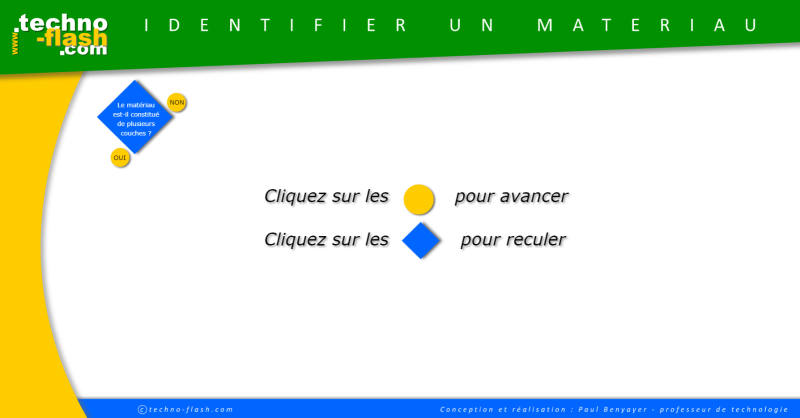 www.techno
-flash
.com
IDENTIFIER UN MATERIAU
Le matériau
est-il constitué
de plusieurs
couches ?
NON
OUI
Cliquez sur les pour avancer
Cliquez sur les pour reculer
©techno-flash.com
Conception et réalisation : Paul Benyayer - professeur de technologie